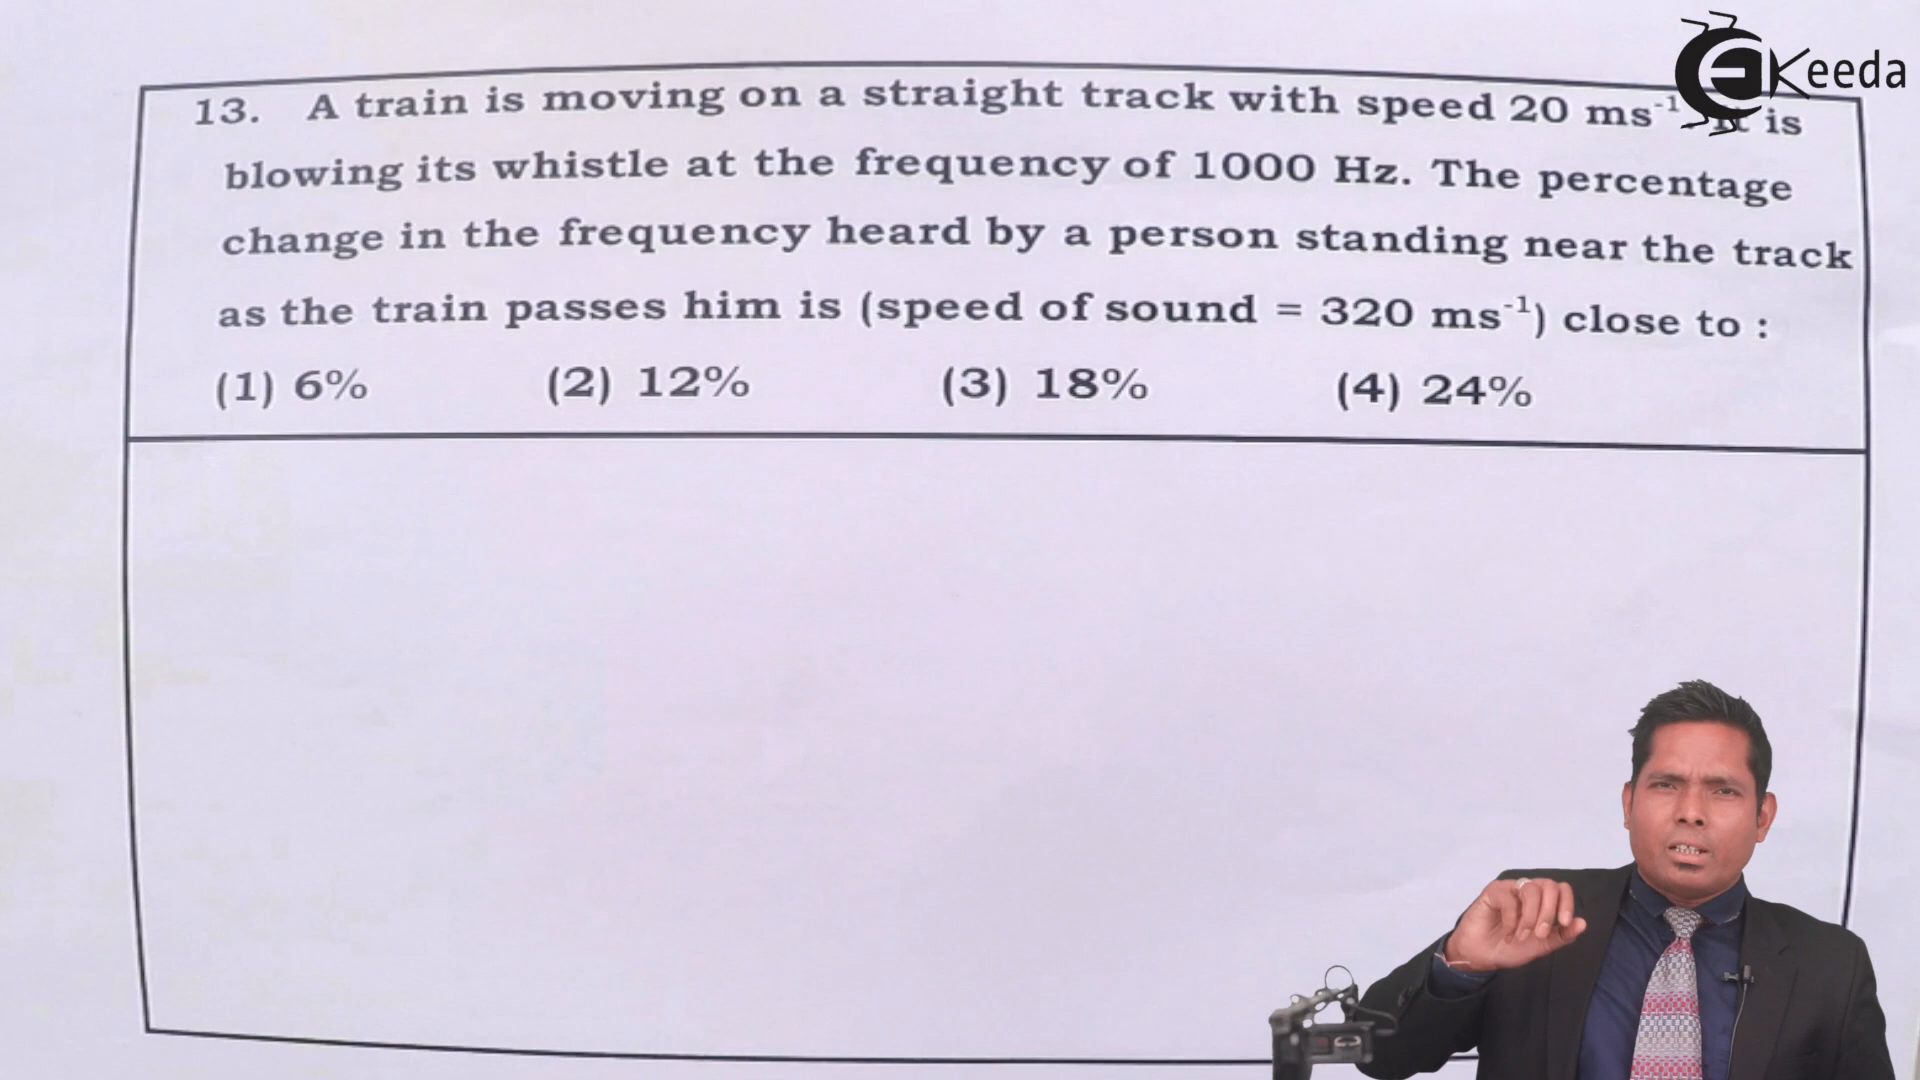 Keeda
13. A train is moving on a straight track with speed 20 ms⁻¹. It is
blowing its whistle at the frequency of 1000 Hz. The percentage
change in the frequency heard by a person standing near the track
as the train passes him is (speed of sound = 320 ms⁻¹) close to :
(1) 6% (2) 12% (3) 18% (4) 24%